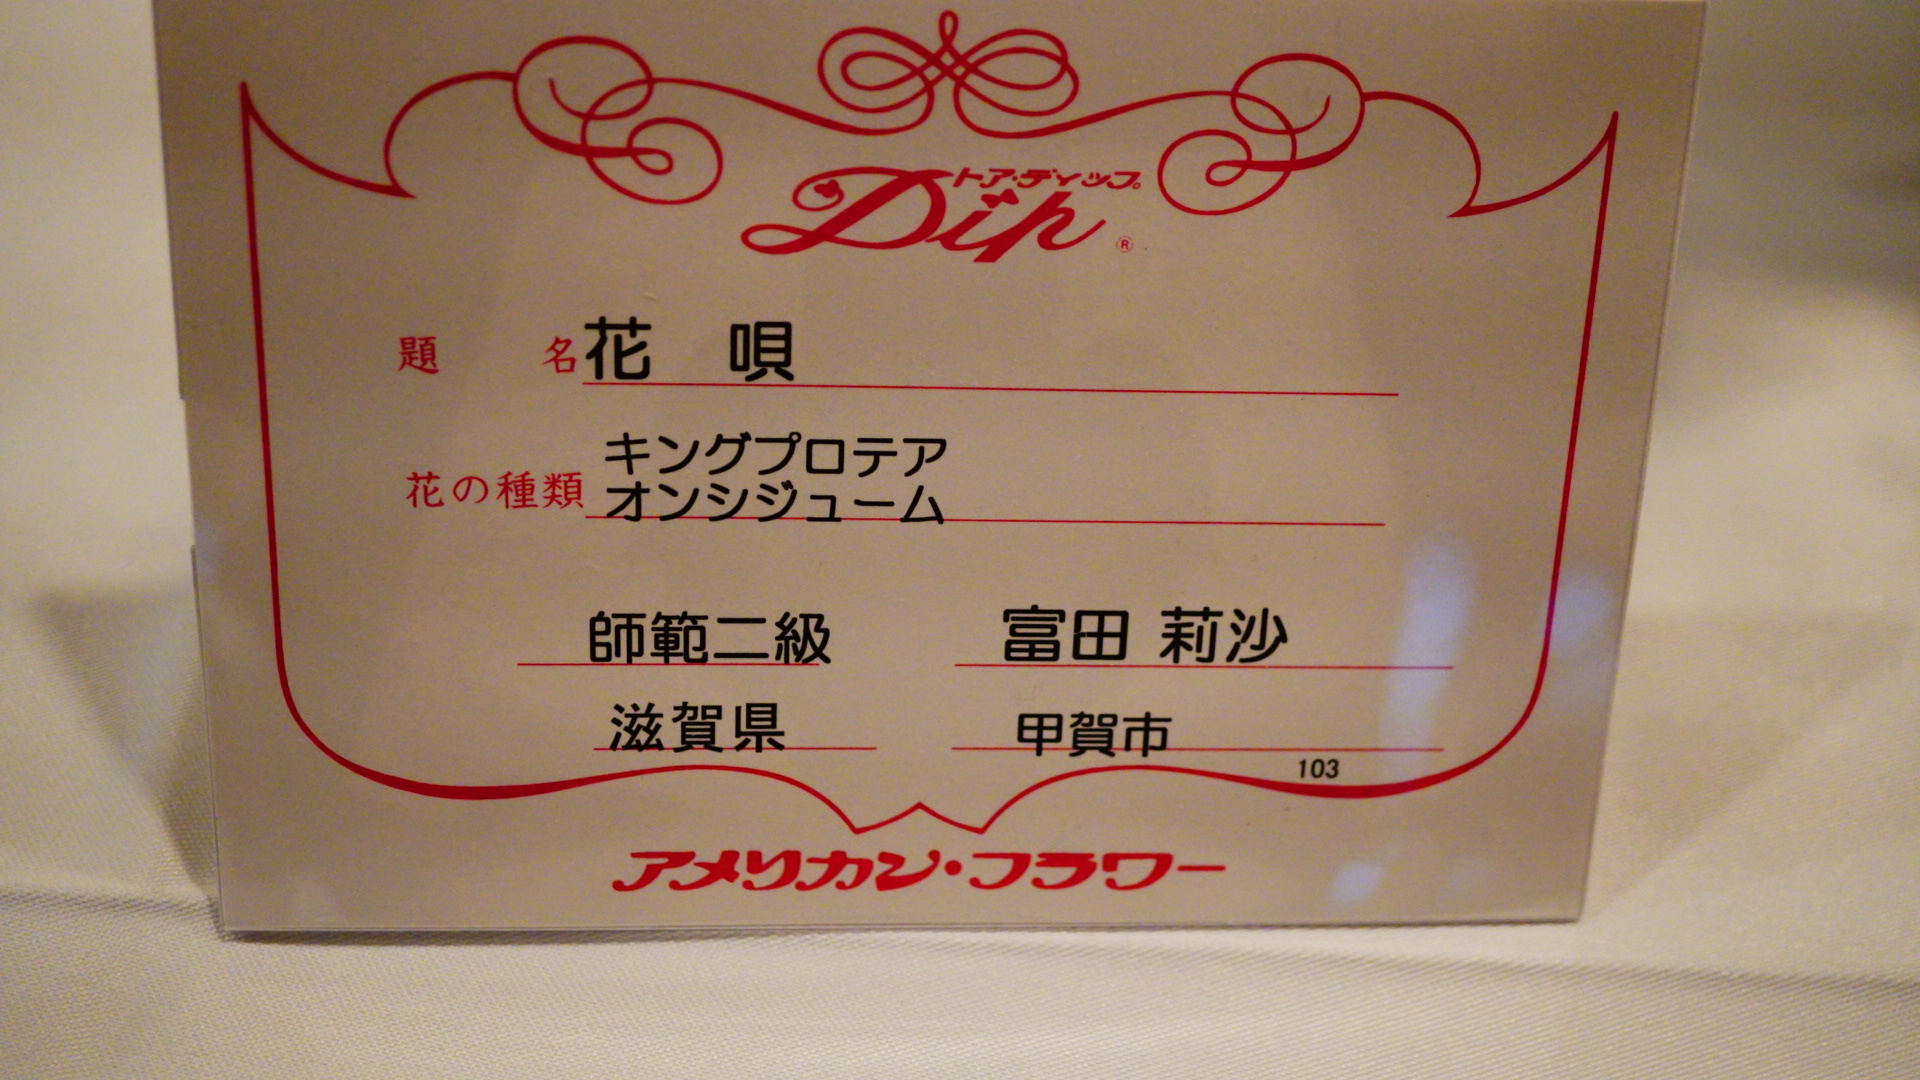 トア・ディップ®
Dip ®
題　名 花　唄
花の種類 キングプロテア
オンシジューム
師範二級 富田 莉沙
滋賀県 甲賀市
103
アメリカン・フラワー